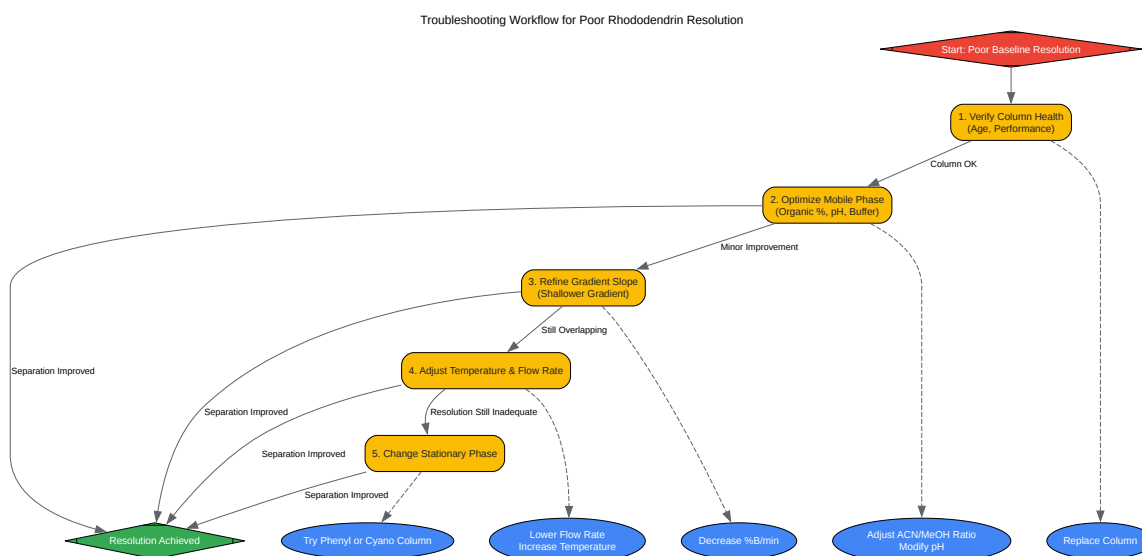 Troubleshooting Workflow for Poor Rhododendrin Resolution
Start: Poor Baseline Resolution
1. Verify Column Health
(Age, Performance)
Column OK
2. Optimize Mobile Phase
(Organic %, pH, Buffer)
Minor Improvement
3. Refine Gradient Slope
(Shallower Gradient)
Still Overlapping
4. Adjust Temperature & Flow Rate
Separation Improved
Separation Improved
Resolution Still Inadequate
5. Change Stationary Phase
Separation Improved
Separation Improved
Resolution Achieved
Try Phenyl or Cyano Column
Lower Flow Rate
Increase Temperature
Decrease %B/min
Adjust ACN/MeOH Ratio
Modify pH
Replace Column